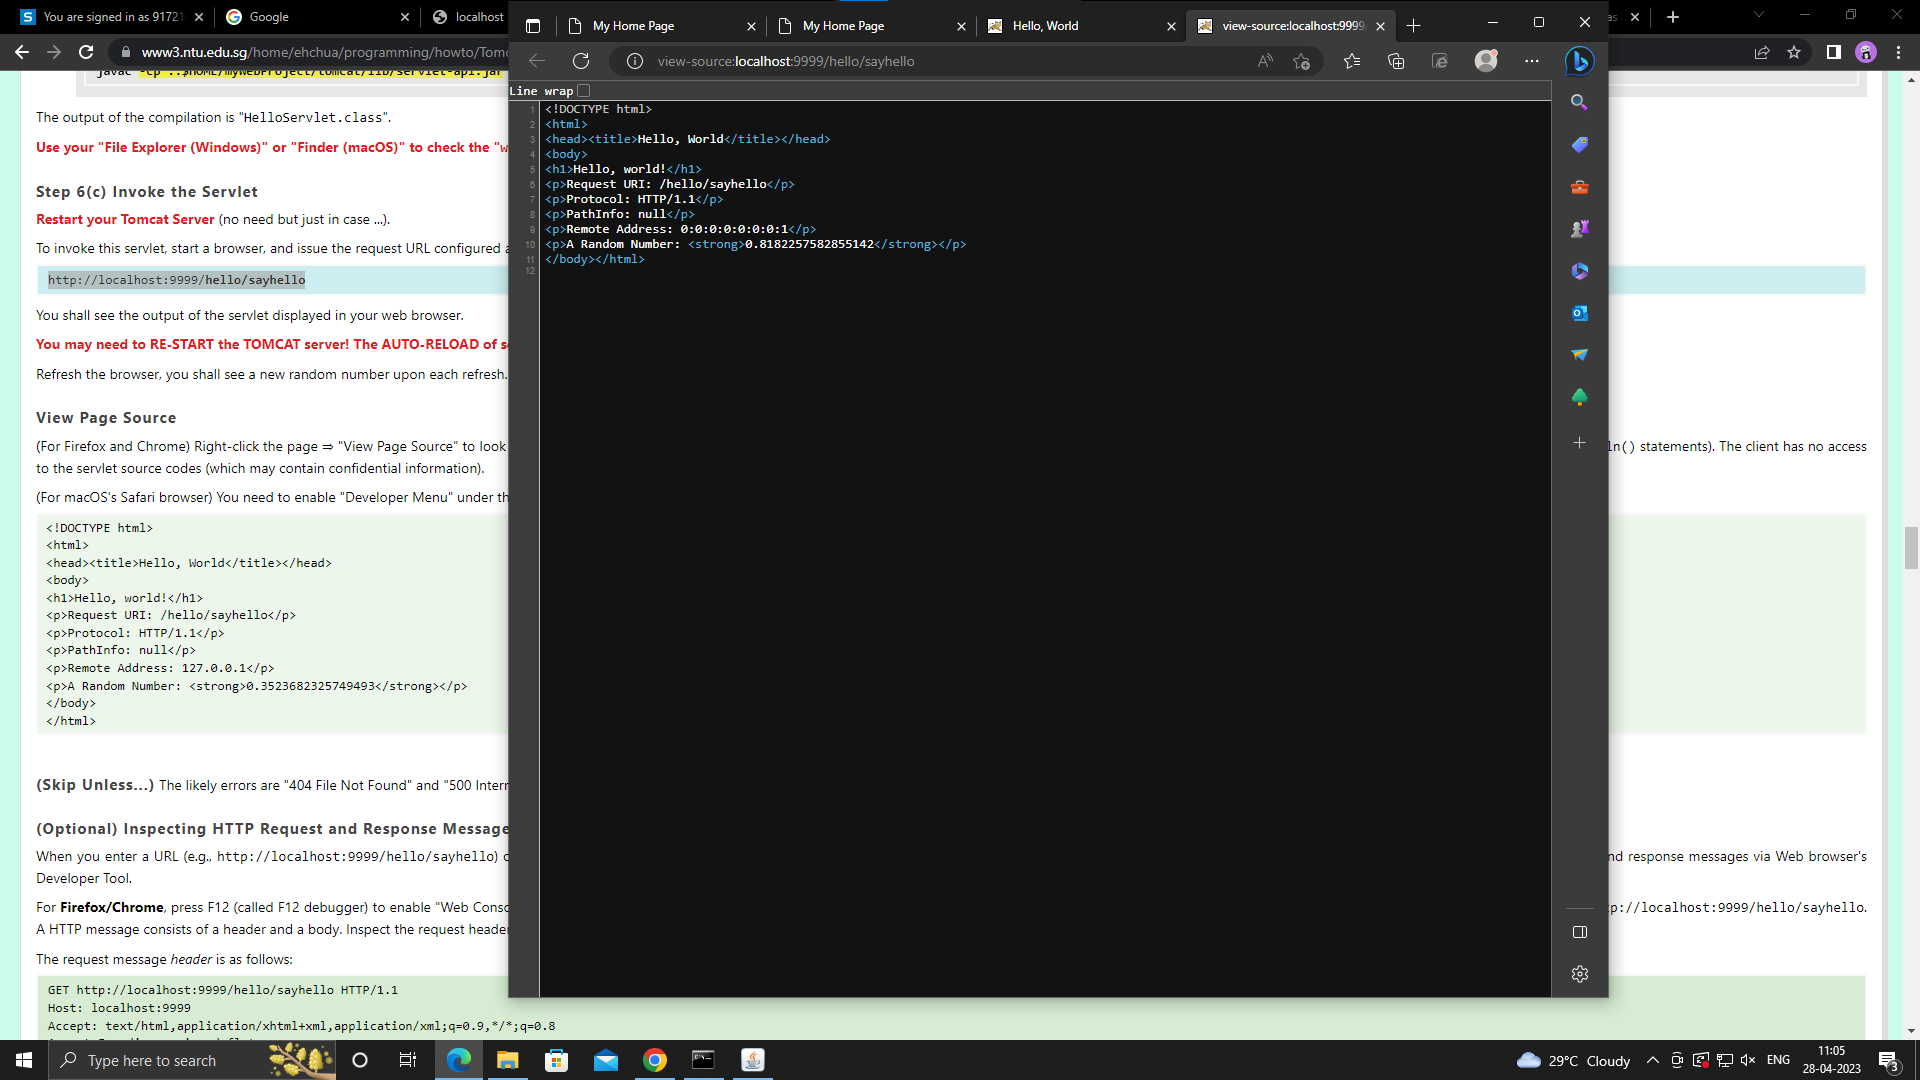 You are signed in as 91721
Google
localhost
My Home Page
My Home Page
Hello, World
view-source:localhost:9999
www3.ntu.edu.sg/home/ehchua/programming/howto/Tomc
view-source:localhost:9999/hello/sayhello
The output of the compilation is "HelloServlet.class".
Use your "File Explorer (Windows)" or "Finder (macOS)" to check the "w
Step 6(c) Invoke the Servlet
Restart your Tomcat Server (no need but just in case ...).
To invoke this servlet, start a browser, and issue the request URL configured a
http://localhost:9999/hello/sayhello
You shall see the output of the servlet displayed in your web browser.
You may need to RE-START the TOMCAT server! The AUTO-RELOAD of s
Refresh the browser, you shall see a new random number upon each refresh.
View Page Source
(For Firefox and Chrome) Right-click the page ⇒ "View Page Source" to look
ln() statements). The client has no access
to the servlet source codes (which may contain confidential information).
(For macOS's Safari browser) You need to enable "Developer Menu" under th
<!DOCTYPE html>
<html>
<head><title>Hello, World</title></head>
<body>
<h1>Hello, world!</h1>
<p>Request URI: /hello/sayhello</p>
<p>Protocol: HTTP/1.1</p>
<p>PathInfo: null</p>
<p>Remote Address: 127.0.0.1</p>
<p>A Random Number: <strong>0.3523682325749493</strong></p>
</body>
</html>
(Skip Unless...) The likely errors are "404 File Not Found" and "500 Intern
(Optional) Inspecting HTTP Request and Response Message
When you enter a URL (e.g., http://localhost:9999/hello/sayhello) o
nd response messages via Web browser's
Developer Tool.
For Firefox/Chrome, press F12 (called F12 debugger) to enable "Web Consc
tp://localhost:9999/hello/sayhello.
A HTTP message consists of a header and a body. Inspect the request header
The request message header is as follows:
GET http://localhost:9999/hello/sayhello HTTP/1.1
Host: localhost:9999
Accept: text/html,application/xhtml+xml,application/xml;q=0.9,*/*;q=0.8
Line wrap
1 <!DOCTYPE html>
2 <html>
3 <head><title>Hello, World</title></head>
4 <body>
5 <h1>Hello, world!</h1>
6 <p>Request URI: /hello/sayhello</p>
7 <p>Protocol: HTTP/1.1</p>
8 <p>PathInfo: null</p>
9 <p>Remote Address: 0:0:0:0:0:0:0:1</p>
10 <p>A Random Number: <strong>0.8182257582855142</strong></p>
11 </body></html>
12
Type here to search
29°C Cloudy
ENG
11:05
28-04-2023
3